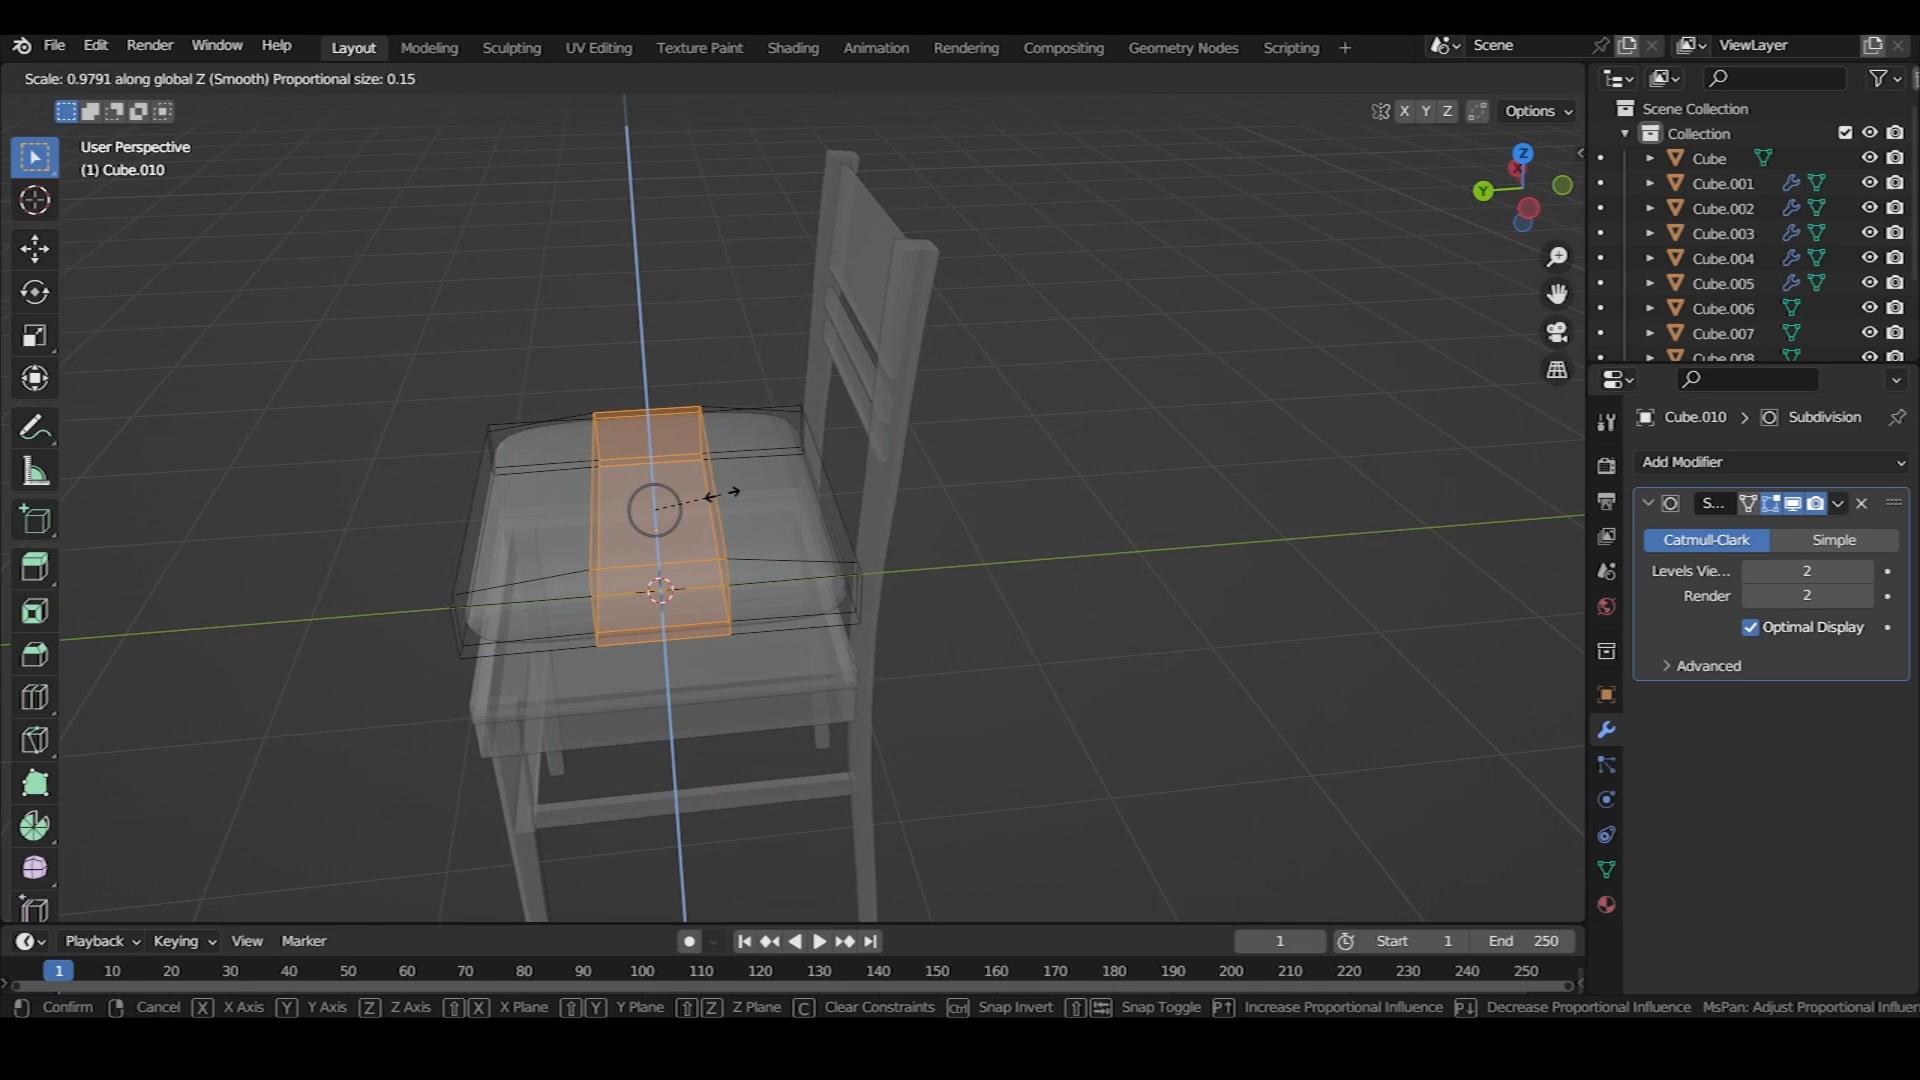 File Edit Render Window Help Layout Modeling Sculpting UV Editing Texture Paint Shading Animation Rendering Compositing Geometry Nodes Scripting + Scene ViewLayer
Scale: 0.9791 along global Z (Smooth) Proportional size: 0.15
X Y Z Options
User Perspective
(1) Cube.010
Z
X
Y
Scene Collection
Collection
Cube
Cube.001
Cube.002
Cube.003
Cube.004
Cube.005
Cube.006
Cube.007
Cube.008
Cube.010 > Subdivision
Add Modifier
S...
Catmull-Clark Simple
Levels Vie... 2
Render 2
Optimal Display
Advanced
Playback Keying View Marker 1 Start 1 End 250
1 10 20 30 40 50 60 70 80 90 100 110 120 130 140 150 160 170 180 190 200 210 220 230 240 250
Confirm Cancel X X Axis Y Y Axis Z Z Axis X X Plane Y Y Plane Z Z Plane C Clear Constraints Ctrl Snap Invert Snap Toggle P↑ Increase Proportional Influence P↓ Decrease Proportional Influence MsPan: Adjust Proportional Influen